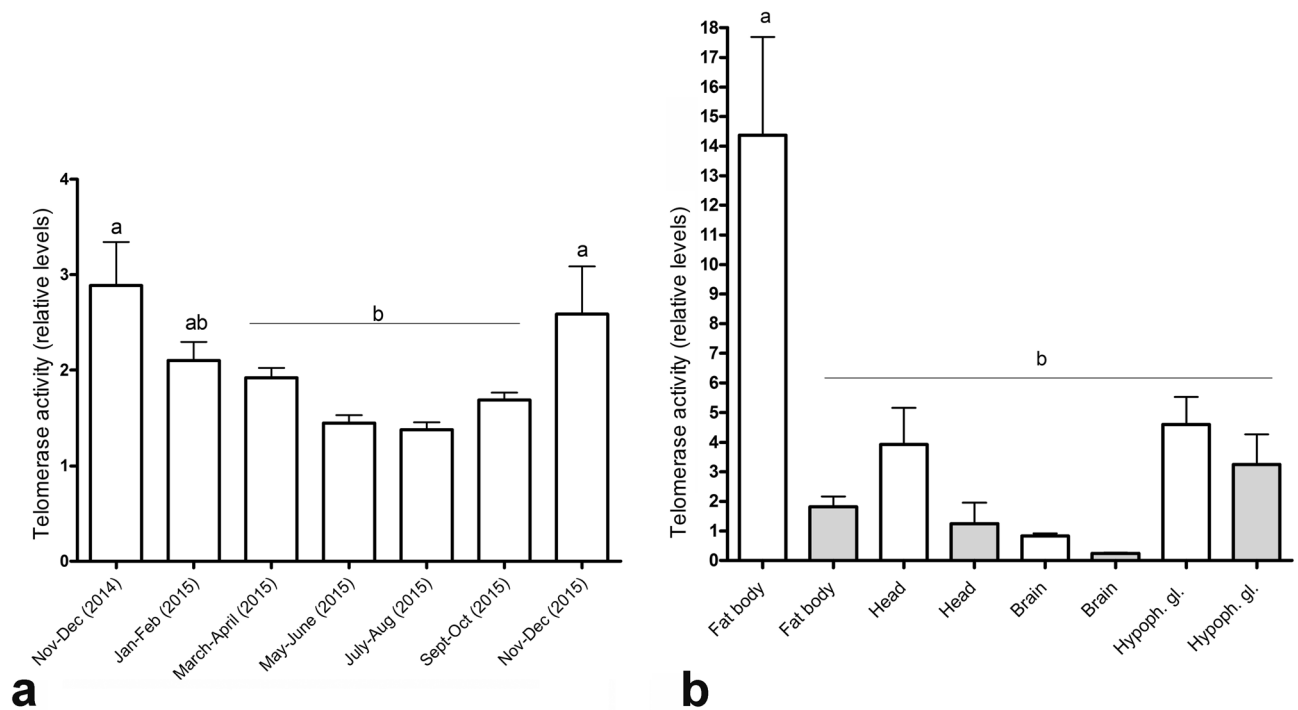 Telomerase activity (relative levels)
4
3
2
1
0
a
ab
b
a
Nov-Dec (2014)
Jan-Feb (2015)
March-April (2015)
May-June (2015)
July-Aug (2015)
Sept-Oct (2015)
Nov-Dec (2015)
a
Telomerase activity (relative levels)
18
17
16
15
14
13
12
11
10
9
8
7
6
5
4
3
2
1
0
a
b
Fat body
Fat body
Head
Head
Brain
Brain
Hypoph. gl.
Hypoph. gl.
b